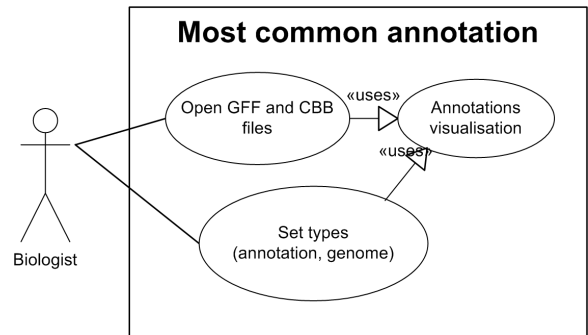 Most common annotation
Open GFF and CBB
files
«uses»
Annotations
visualisation
«uses»
Set types
(annotation, genome)
Biologist